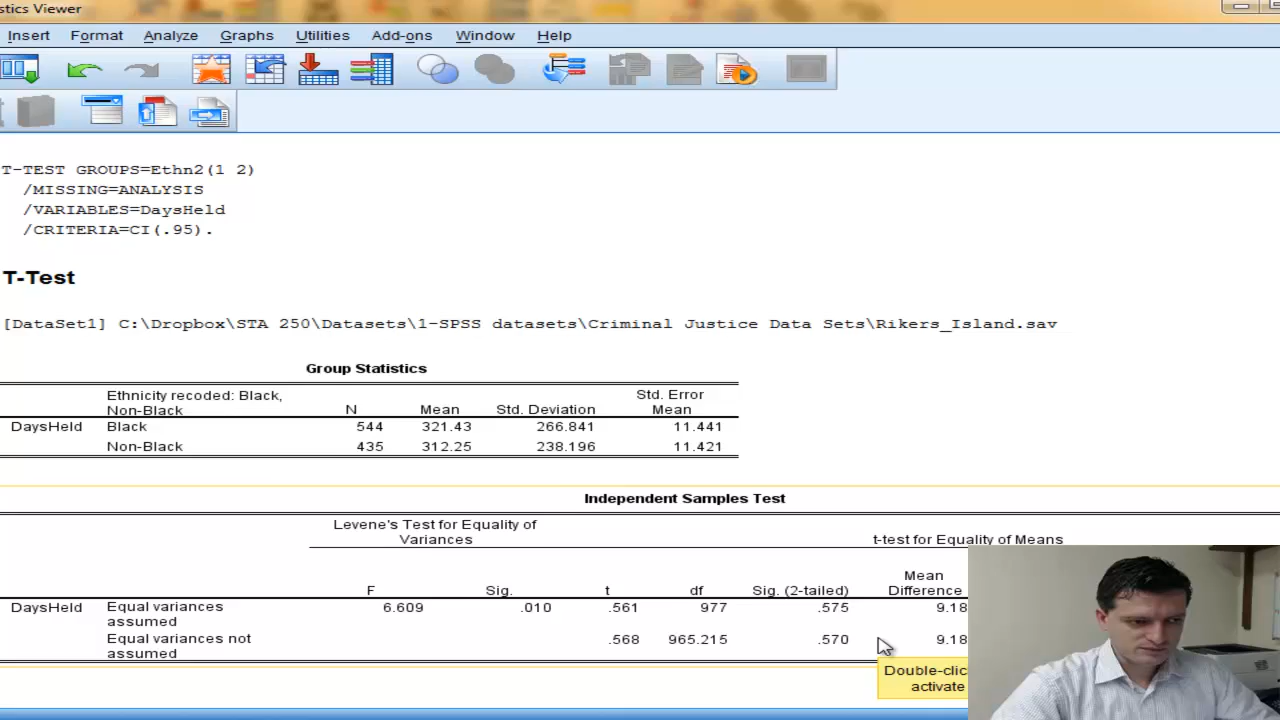 stics Viewer
Insert Format Analyze Graphs Utilities Add-ons Window Help
T-TEST GROUPS=Ethn2(1 2)
/MISSING=ANALYSIS
/VARIABLES=DaysHeld
/CRITERIA=CI(.95).
T-Test
[DataSet1] C:\Dropbox\STA 250\Datasets\1-SPSS datasets\Criminal Justice Data Sets\Rikers_Island.sav
Group Statistics
Ethnicity recoded: Black,
Non-Black N Mean Std. Deviation Std. Error
Mean
DaysHeld Black 544 321.43 266.841 11.441
Non-Black 435 312.25 238.196 11.421
Independent Samples Test
Levene's Test for Equality of
Variances
t-test for Equality of Means
F Sig. t df Sig. (2-tailed) Mean
Difference
DaysHeld Equal variances
assumed 6.609 .010 .561 977 .575 9.18
Equal variances not
assumed .568 965.215 .570 9.18
Double-clic
activate